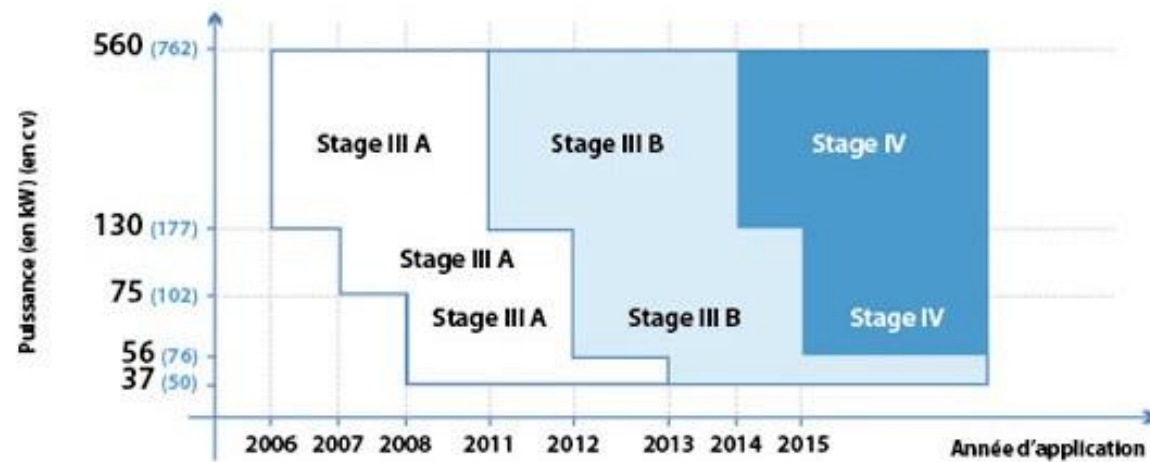 Puissance (en kW) (en cv)
560 (762)
Stage III A Stage III B Stage IV
130 (177)
Stage III A
75 (102)
Stage III A Stage III B Stage IV
56 (76)
37 (50)
2006 2007 2008 2011 2012 2013 2014 2015 Année d'application